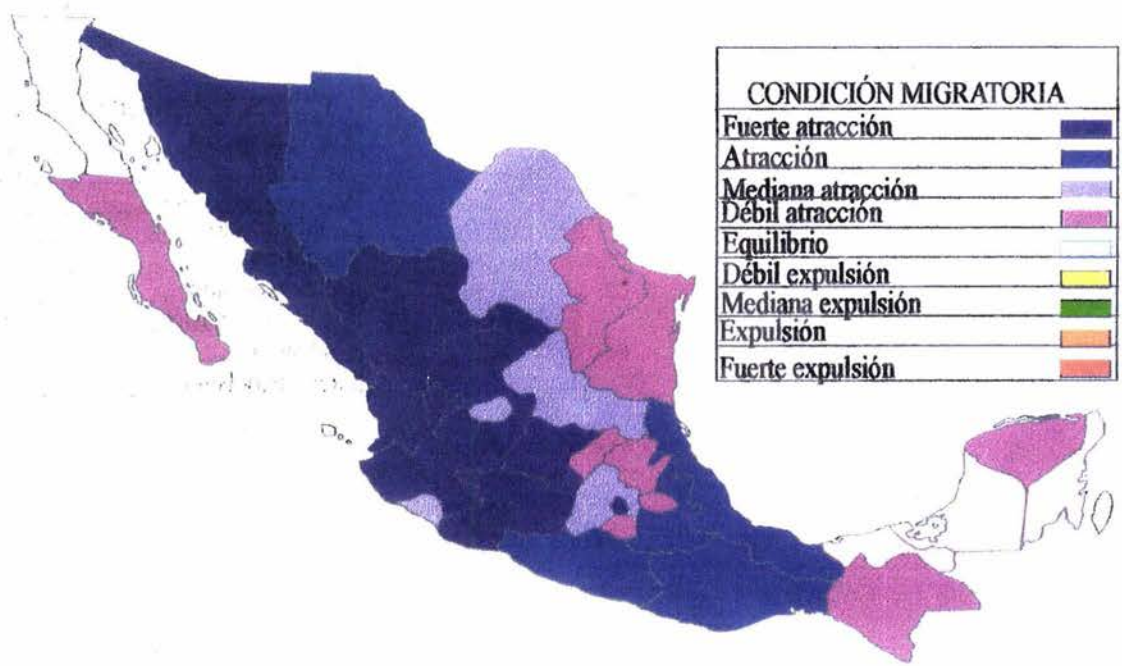 CONDICIÓN MIGRATORIA
Fuerte atracción
Atracción
Mediana atracción
Débil atracción
Equilibrio
Débil expulsión
Mediana expulsión
Expulsión
Fuerte expulsión